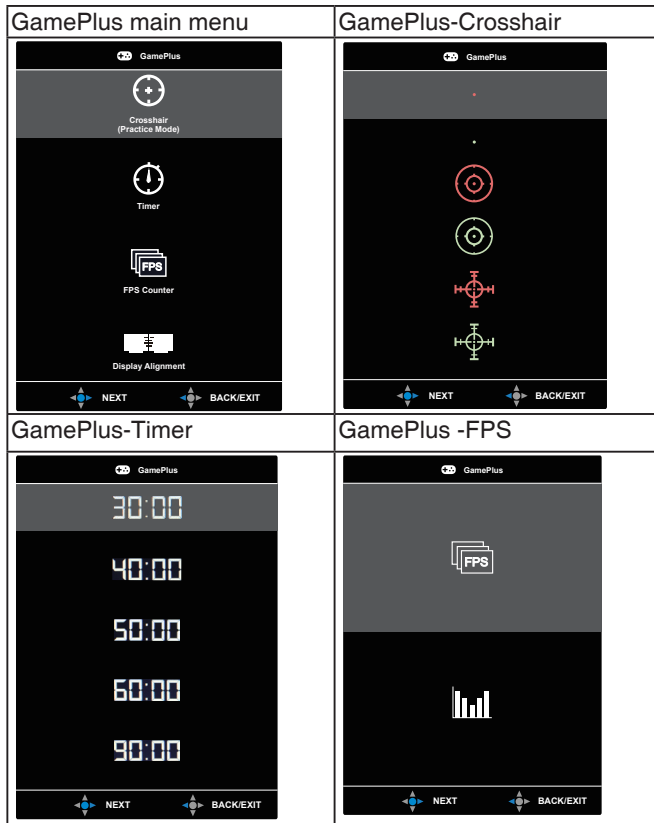 GamePlus main menu
GamePlus
Crosshair
(Practice Mode)
Timer
FPS
FPS Counter
Display Alignment
NEXT BACK/EXIT
GamePlus-Crosshair
GamePlus
NEXT BACK/EXIT
GamePlus-Timer
GamePlus
30:00
40:00
50:00
60:00
90:00
NEXT BACK/EXIT
GamePlus -FPS
GamePlus
FPS
NEXT BACK/EXIT